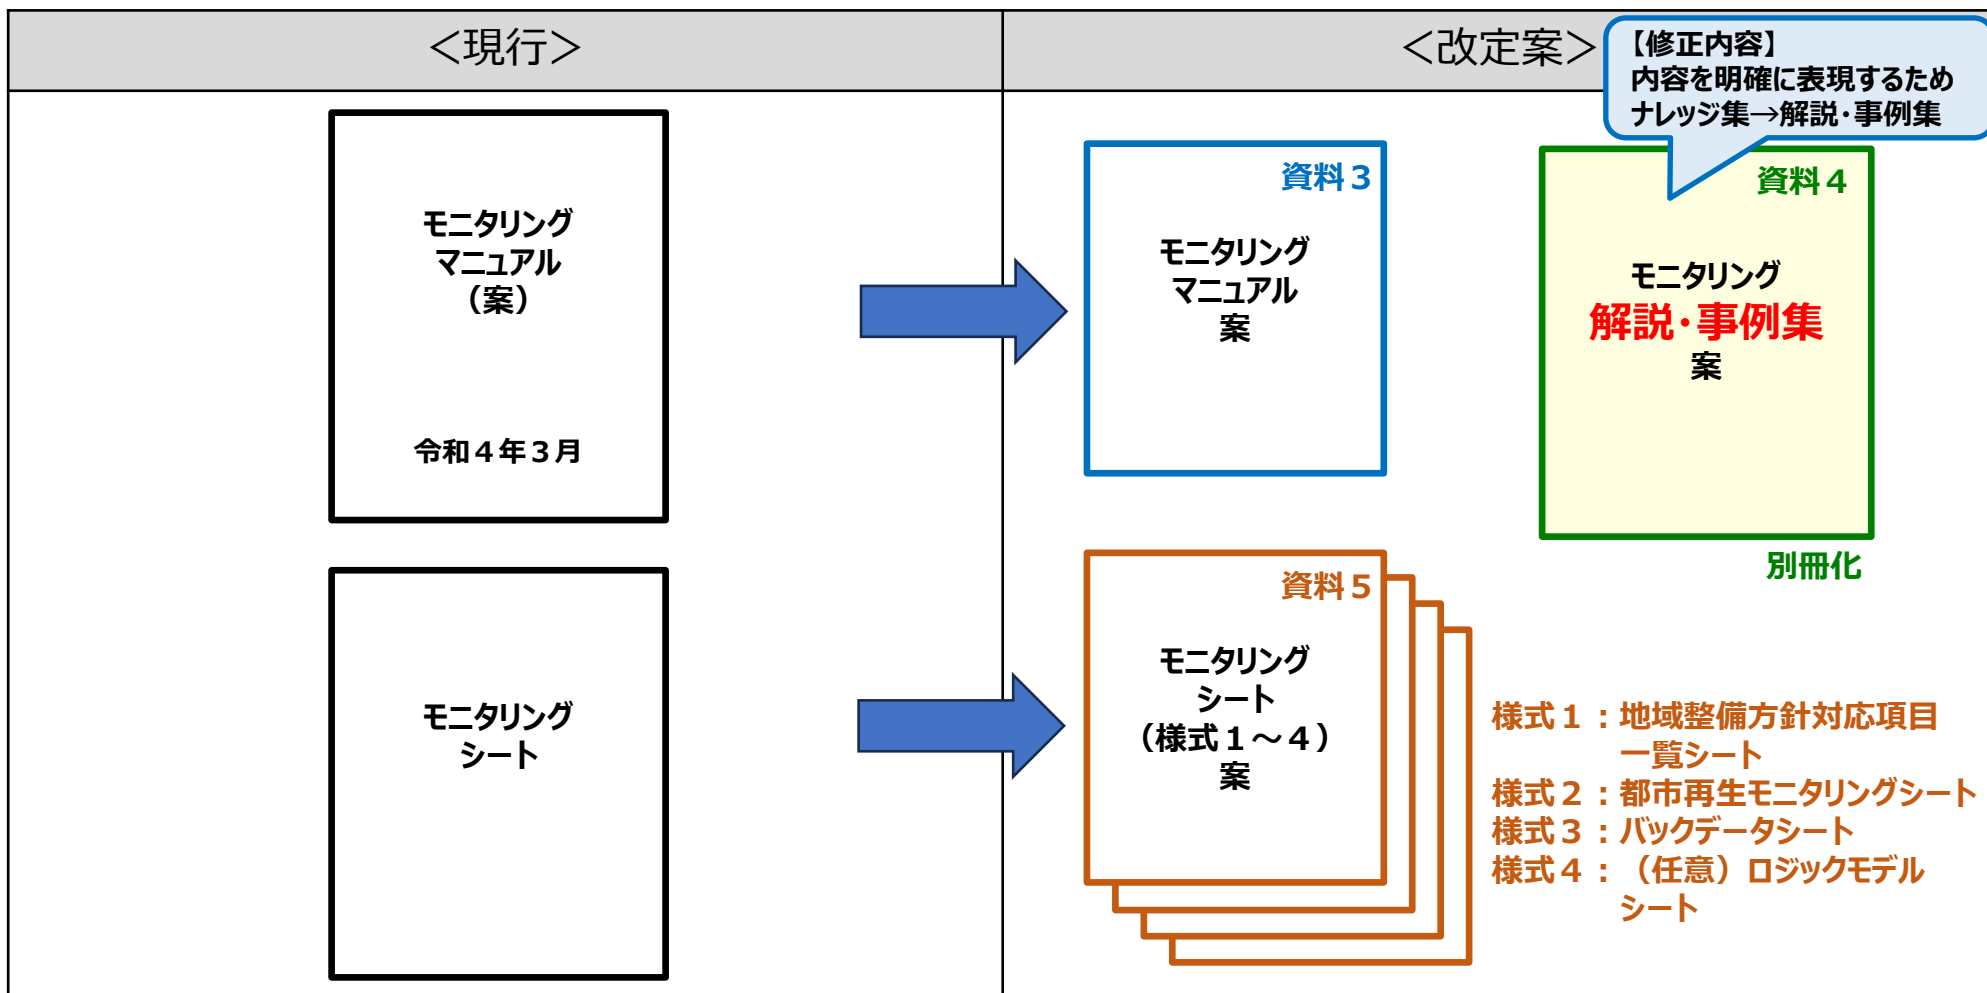 ＜現行＞
＜改定案＞
【修正内容】
内容を明確に表現するため
ナレッジ集→解説・事例集
モニタリング
マニュアル
（案）
令和４年３月
資料３
モニタリング
マニュアル
案
資料４
モニタリング
解説・事例集
案
別冊化
モニタリング
シート
資料５
モニタリング
シート
（様式１～４）
案
様式１：地域整備方針対応項目
一覧シート
様式２：都市再生モニタリングシート
様式３：バックデータシート
様式４：（任意）ロジックモデル
シート